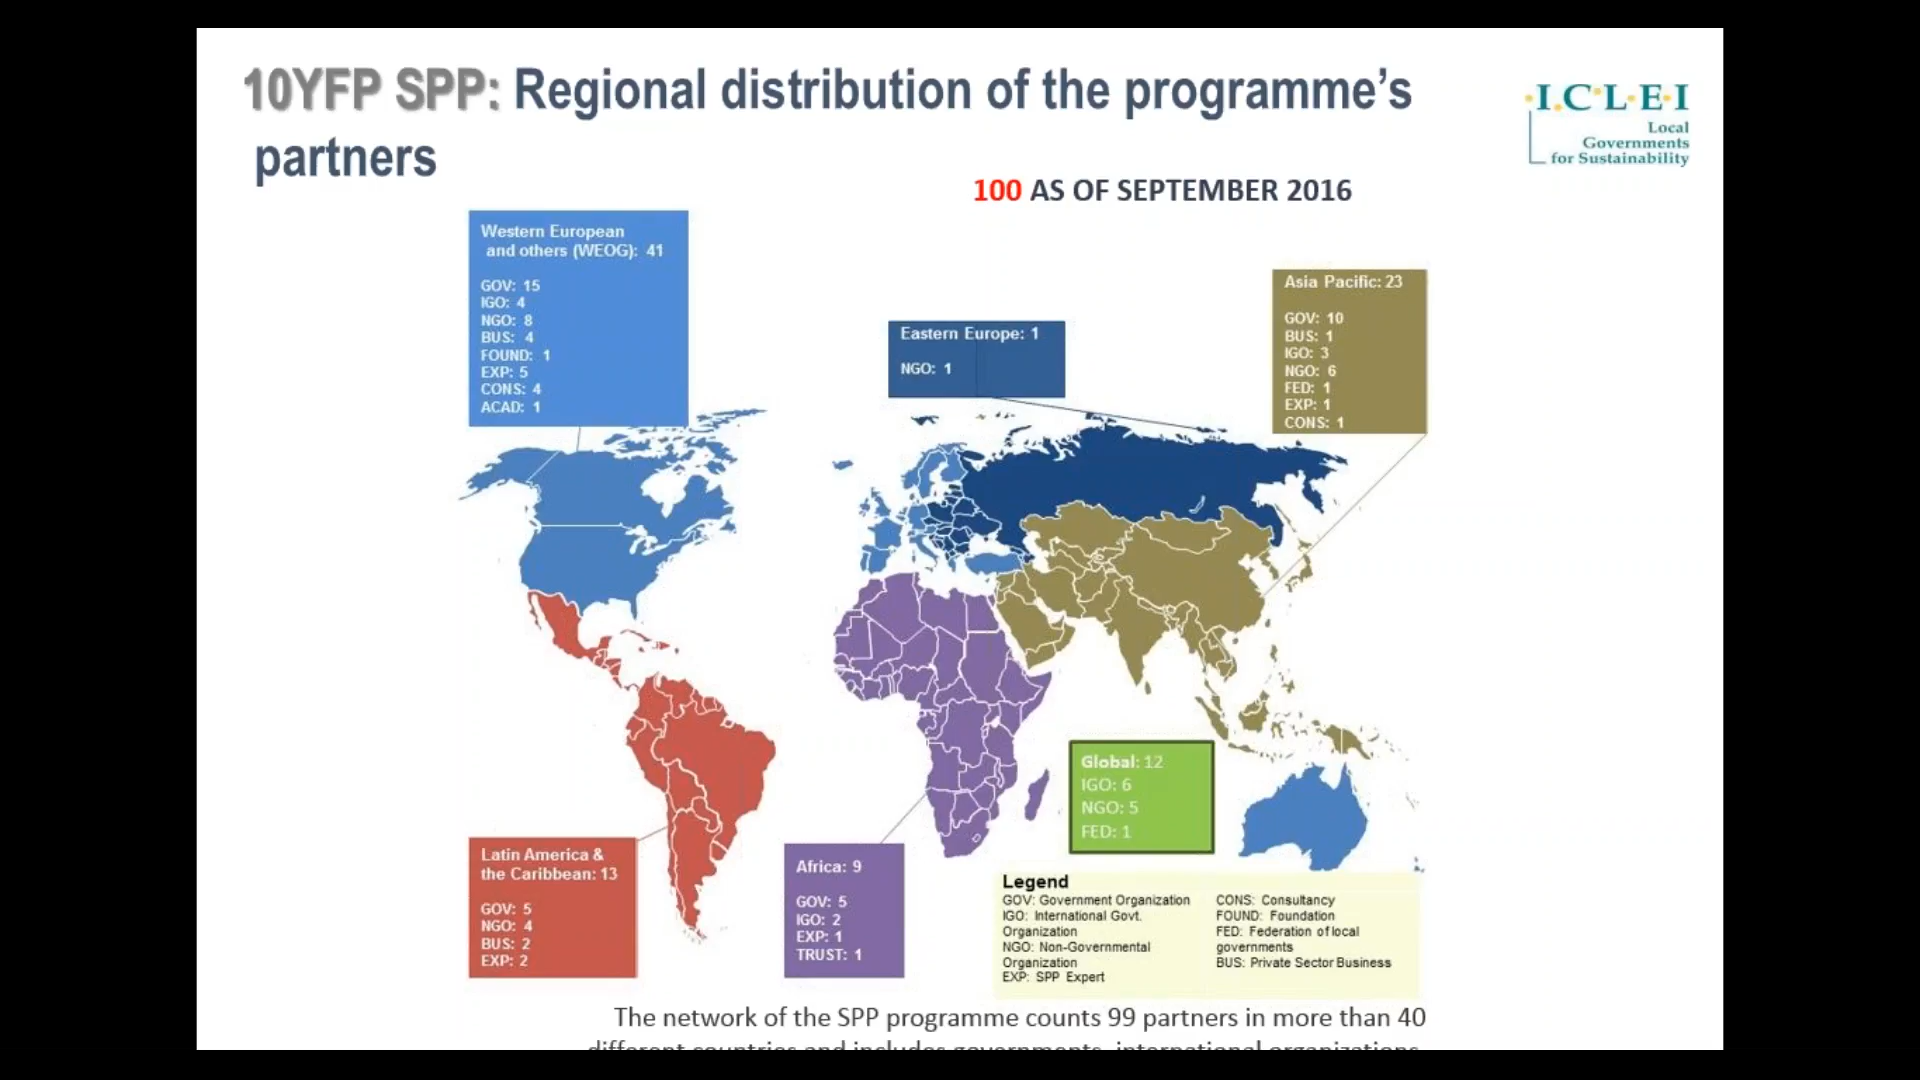 10YFP SPP: Regional distribution of the programme’s
partners
I.C.L.E.I
Local
Governments
for Sustainability
100 AS OF SEPTEMBER 2016
Western European
and others (WEOG): 41
GOV: 15
IGO: 4
NGO: 8
BUS: 4
FOUND: 1
EXP: 5
CONS: 4
ACAD: 1
Eastern Europe: 1
NGO: 1
Asia Pacific: 23
GOV: 10
BUS: 1
IGO: 3
NGO: 6
FED: 1
EXP: 1
CONS: 1
Global: 12
IGO: 6
NGO: 5
FED: 1
Latin America &
the Caribbean: 13
GOV: 5
NGO: 4
BUS: 2
EXP: 2
Africa: 9
GOV: 5
IGO: 2
EXP: 1
TRUST: 1
Legend
GOV: Government Organization
IGO: International Govt.
Organization
NGO: Non-Governmental
Organization
EXP: SPP Expert
CONS: Consultancy
FOUND: Foundation
FED: Federation of local
governments
BUS: Private Sector Business
The network of the SPP programme counts 99 partners in more than 40
different countries and includes governments, international organizations,